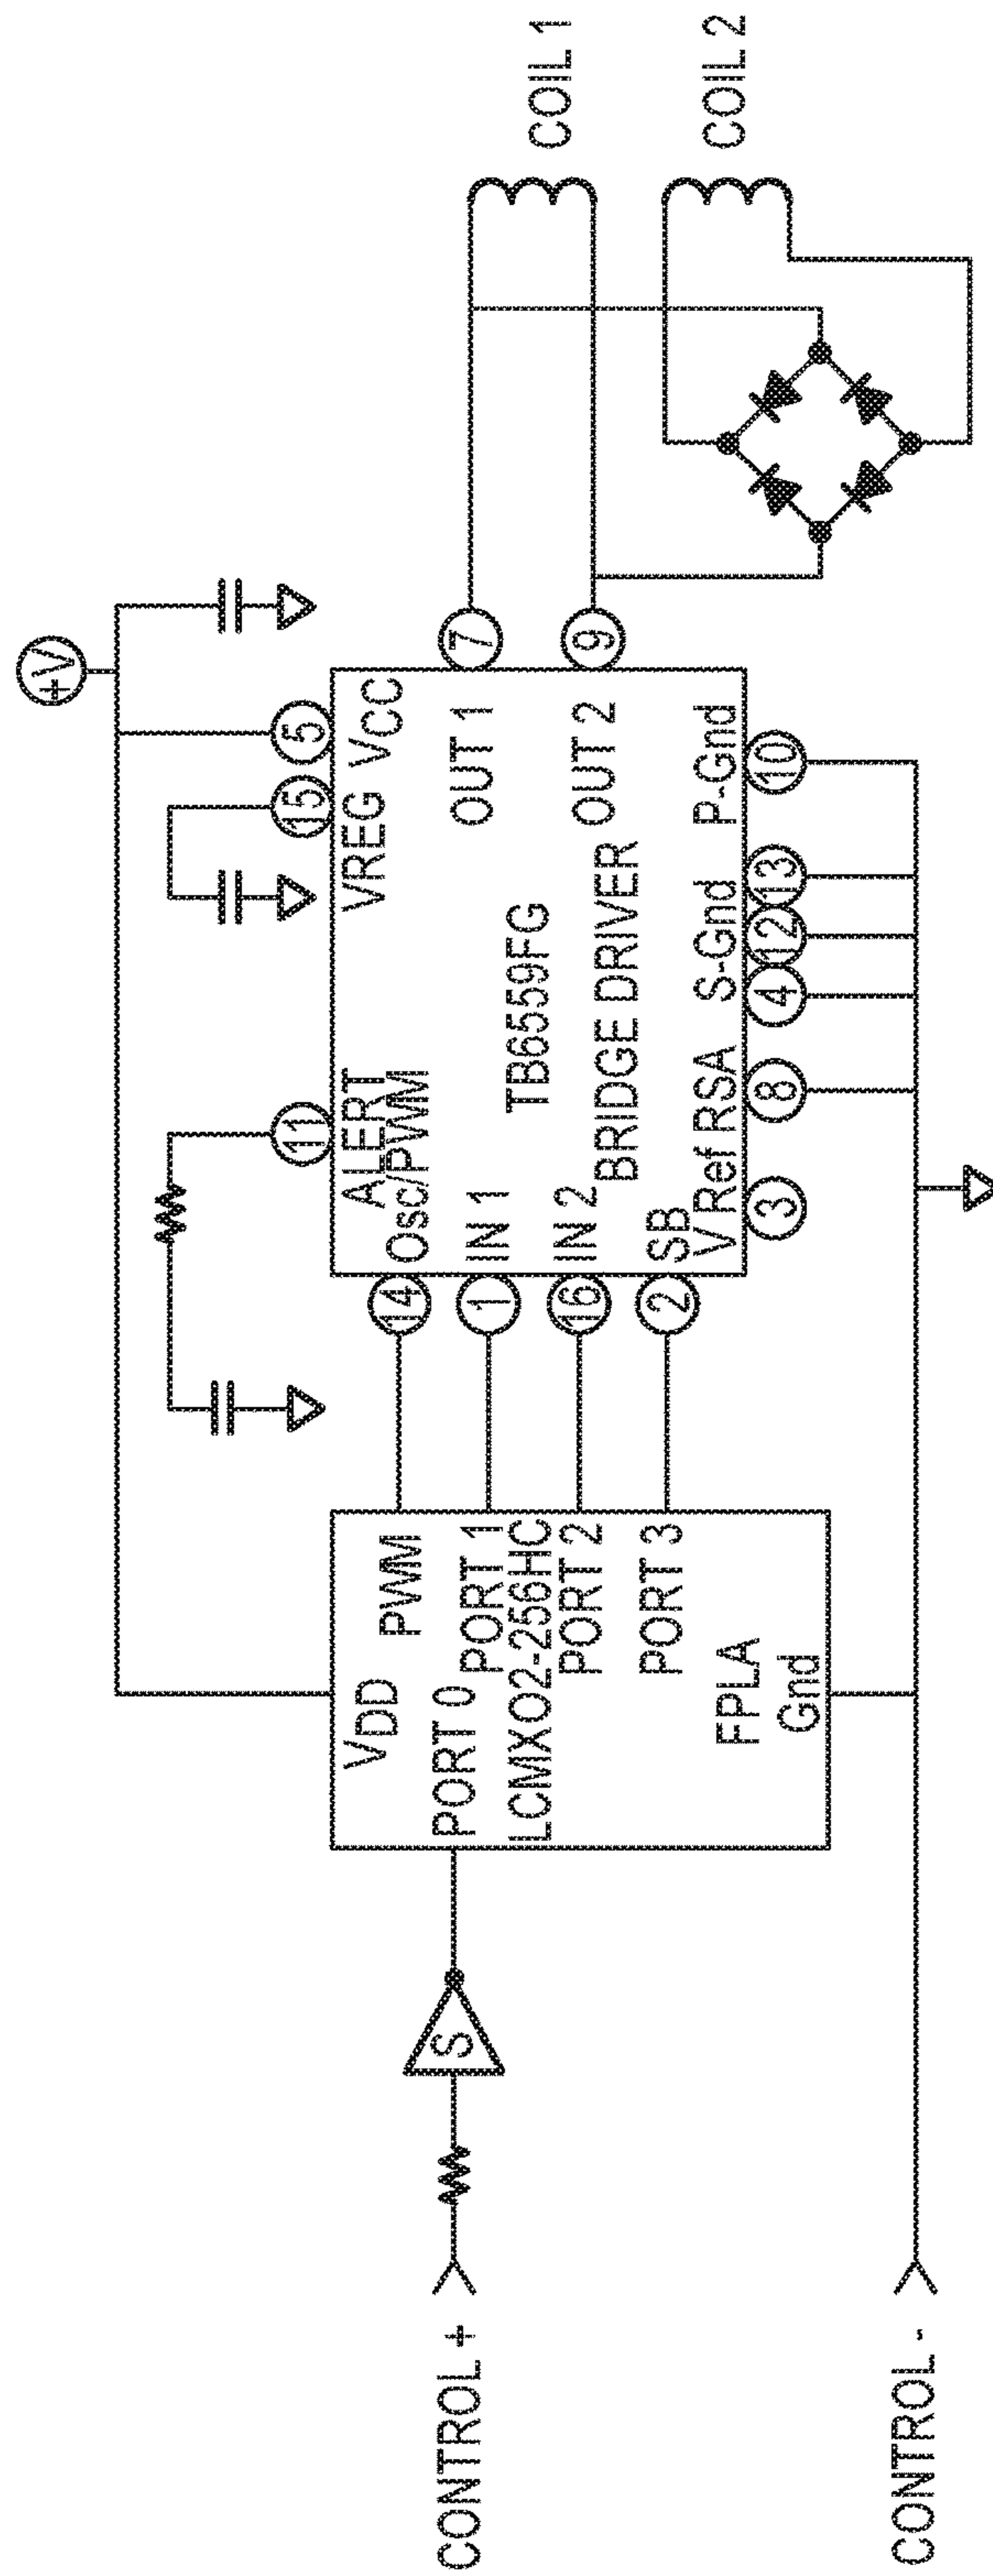 +V
5
15
11
VCC
VREG
ALERT
Osc/PWM
14
PWM
VDD
PORT 0
OUT 1
7
COIL 1
IN 1
1
PORT 1
TB6559FG
LCMXO2-256HC
OUT 2
9
IN 2
16
PORT 2
BRIDGE DRIVER
SB
2
PORT 3
COIL 2
V Ref
RSA
S-Gnd
P-Gnd
FPLA
Gnd
3
8
4
12
13
10
S
CONTROL +
CONTROL -